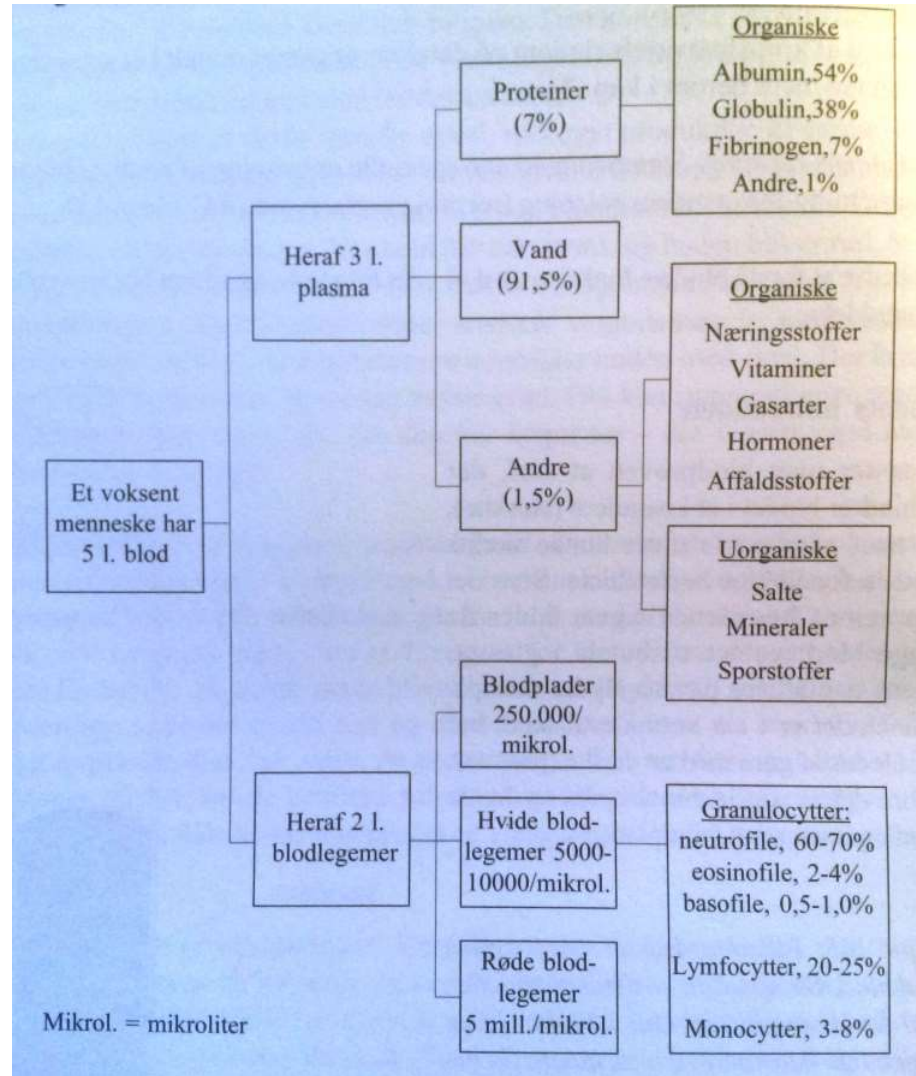 Organiske
Albumin,54%
Globulin,38%
Fibrinogen,7%
Andre,1%
Proteiner
(7%)
Heraf 3 l.
plasma
Vand
(91,5%)
Organiske
Næringsstoffer
Vitaminer
Gasarter
Hormoner
Affaldsstoffer
Andre
(1,5%)
Et voksent
menneske har
5 l. blod
Uorganiske
Salte
Mineraler
Sporstoffer
Blodplader
250.000/
mikrol.
Heraf 2 l.
blodlegemer
Hvide blod-
legemer 5000-
10000/mikrol.
Granulocytter:
neutrofile, 60-70%
eosinofile, 2-4%
basofile, 0,5-1,0%
Lymfocytter, 20-25%
Monocytter, 3-8%
Røde blod-
legemer
5 mill./mikrol.
Mikrol. = mikroliter